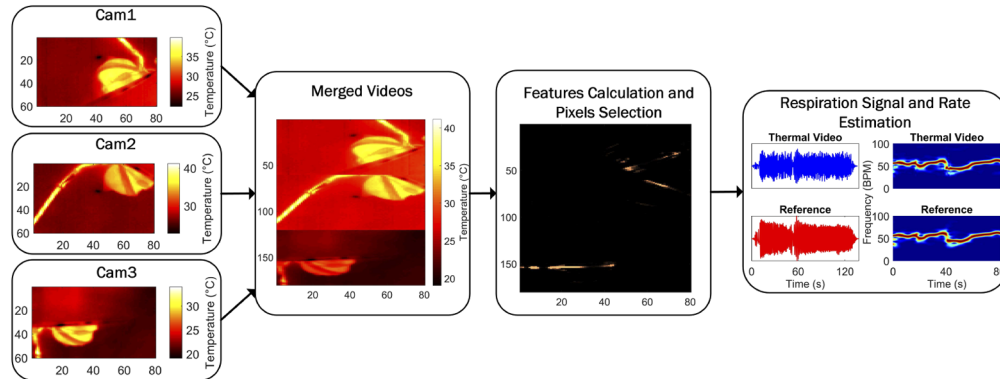 Cam1
20
40
60
20 40 60 80
35
30
25
Temperature (°C)
Cam2
20
40
60
20 40 60 80
40
30
Temperature (°C)
Cam3
20
40
60
20 40 60 80
30
25
20
Temperature (°C)
Merged Videos
50
100
150
20 40 60 80
40
35
30
25
20
Temperature (°C)
Features Calculation and
Pixels Selection
50
100
150
20 40 60 80
Respiration Signal and Rate
Estimation
Thermal Video
Thermal Video
100
50
0
Frequency (BPM)
Reference
Reference
100
50
0
0 60 120
0 40 80
Time (s)
Time (s)